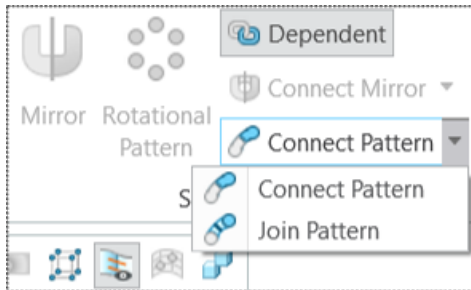 Dependent
Connect Mirror
Mirror
Rotational
Pattern
Connect Pattern
S
Connect Pattern
Join Pattern